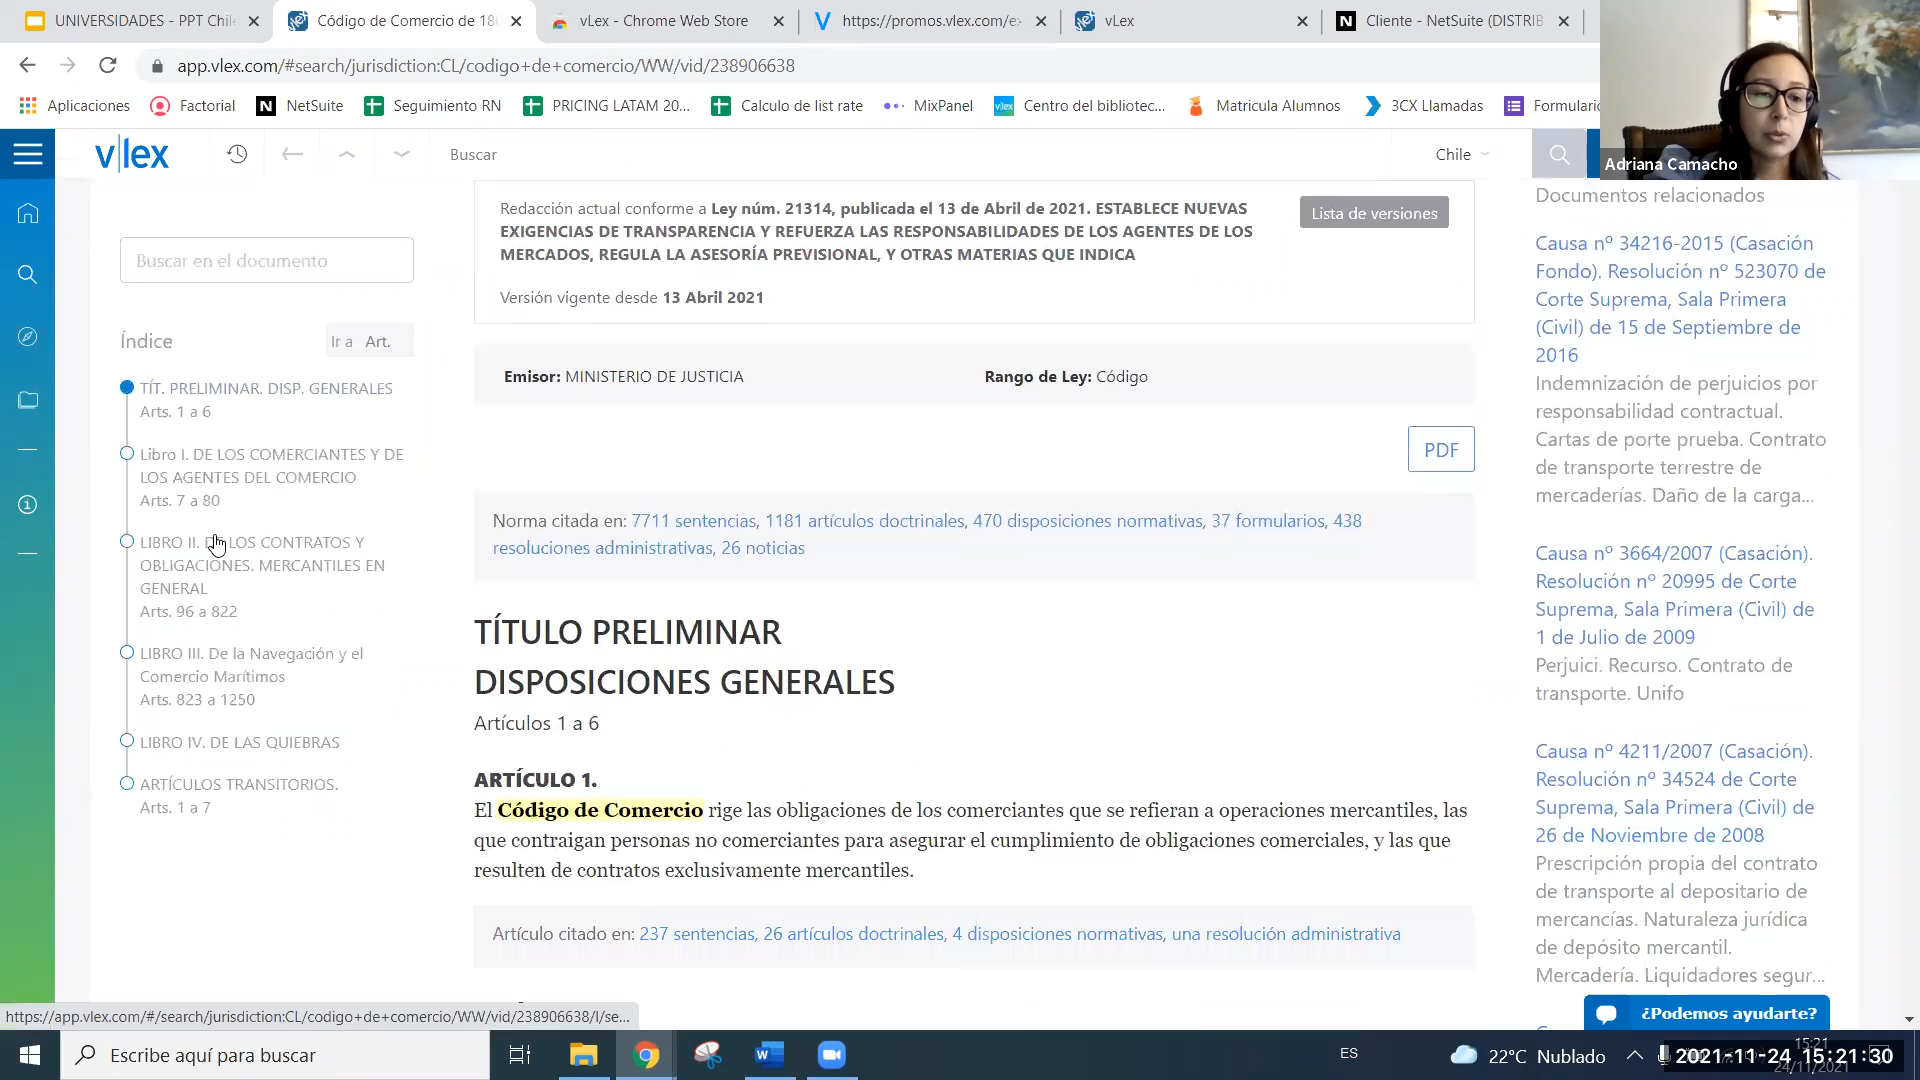 UNIVERSIDADES - PPT Chil
Código de Comercio de 18
vLex - Chrome Web Store
https://promos.vlex.com/e
vLex
Cliente - NetSuite (DISTRIB
app.vlex.com/#search/jurisdiction:CL/codigo+de+comercio/WW/vid/238906638
Aplicaciones
Factorial
NetSuite
Seguimiento RN
PRICING LATAM 20...
Calculo de list rate
MixPanel
Centro del bibliotec...
Matricula Alumnos
3CX Llamadas
Formulario
Adriana Camacho
v|lex
Buscar
Chile
Buscar en el documento
Índice
Ir a Art.
TÍT. PRELIMINAR. DISP. GENERALES
Arts. 1 a 6
Libro I. DE LOS COMERCIANTES Y DE
LOS AGENTES DEL COMERCIO
Arts. 7 a 80
LIBRO II. DE LOS CONTRATOS Y
OBLIGACIONES. MERCANTILES EN
GENERAL
Arts. 96 a 822
LIBRO III. De la Navegación y el
Comercio Marítimos
Arts. 823 a 1250
LIBRO IV. DE LAS QUIEBRAS
ARTÍCULOS TRANSITORIOS.
Arts. 1 a 7
Redacción actual conforme a Ley núm. 21314, publicada el 13 de Abril de 2021. ESTABLECE NUEVAS
EXIGENCIAS DE TRANSPARENCIA Y REFUERZA LAS RESPONSABILIDADES DE LOS AGENTES DE LOS
MERCADOS, REGULA LA ASESORÍA PREVISIONAL, Y OTRAS MATERIAS QUE INDICA
Lista de versiones
Versión vigente desde 13 Abril 2021
Emisor: MINISTERIO DE JUSTICIA
Rango de Ley: Código
PDF
Norma citada en: 7711 sentencias, 1181 artículos doctrinales, 470 disposiciones normativas, 37 formularios, 438
resoluciones administrativas, 26 noticias
TÍTULO PRELIMINAR
DISPOSICIONES GENERALES
Artículos 1 a 6
ARTÍCULO 1.
El Código de Comercio rige las obligaciones de los comerciantes que se refieran a operaciones mercantiles, las
que contraigan personas no comerciantes para asegurar el cumplimiento de obligaciones comerciales, y las que
resulten de contratos exclusivamente mercantiles.
Artículo citado en: 237 sentencias, 26 artículos doctrinales, 4 disposiciones normativas, una resolución administrativa
Documentos relacionados
Causa nº 34216-2015 (Casación
Fondo). Resolución nº 523070 de
Corte Suprema, Sala Primera
(Civil) de 15 de Septiembre de
2016
Indemnización de perjuicios por
responsabilidad contractual.
Cartas de porte prueba. Contrato
de transporte terrestre de
mercaderías. Daño de la carga...
Causa nº 3664/2007 (Casación).
Resolución nº 20995 de Corte
Suprema, Sala Primera (Civil) de
1 de Julio de 2009
Perjuici. Recurso. Contrato de
transporte. Unifo
Causa nº 4211/2007 (Casación).
Resolución nº 34524 de Corte
Suprema, Sala Primera (Civil) de
26 de Noviembre de 2008
Prescripción propia del contrato
de transporte al depositario de
mercancías. Naturaleza jurídica
de depósito mercantil.
Mercadería. Liquidadores segur...
¿Podemos ayudarte?
https://app.vlex.com/#/search/jurisdiction:CL/codigo+de+comercio/WW/vid/238906638/I/se...
Escribe aquí para buscar
ES
22°C Nublado
15:21
2021-11-24 15:21:30
24/11/2021